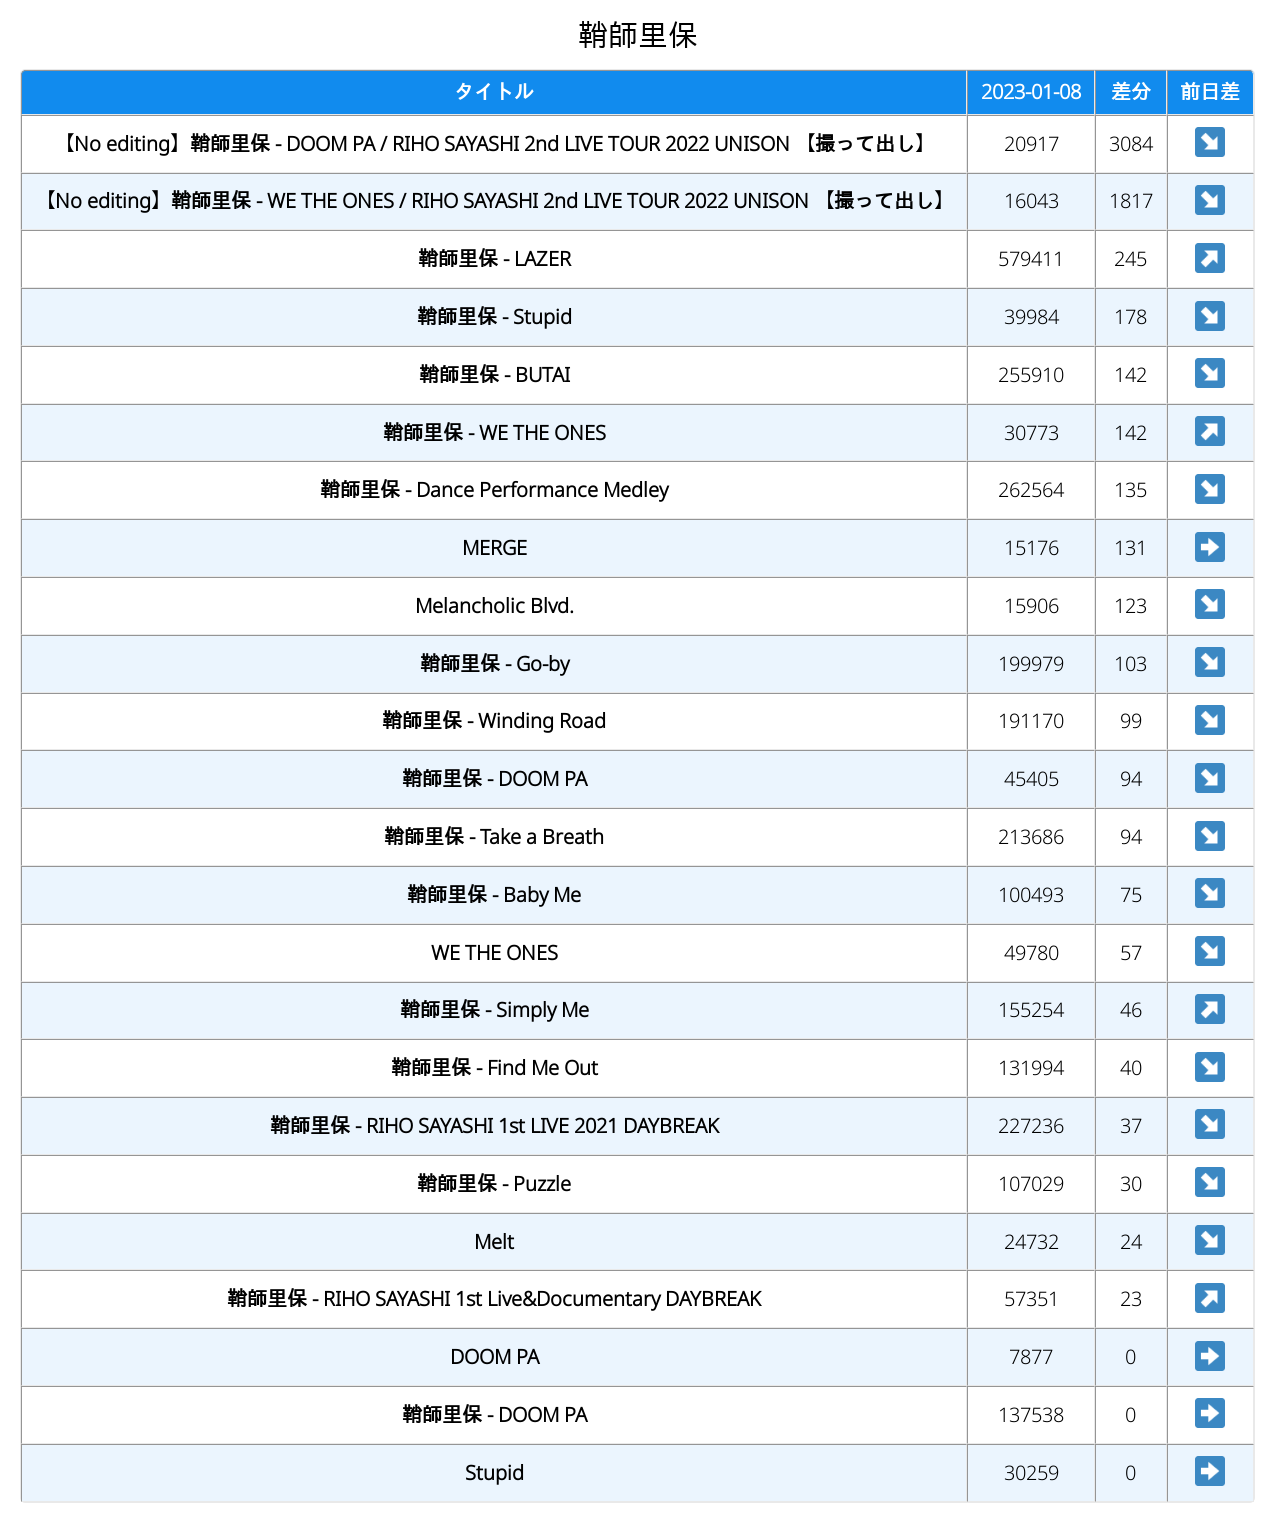 鞘師里保
タイトル 2023-01-08 差分 前日差
【No editing】鞘師里保 - DOOM PA / RIHO SAYASHI 2nd LIVE TOUR 2022 UNISON 【撮って出し】 20917 3084 ↘
【No editing】鞘師里保 - WE THE ONES / RIHO SAYASHI 2nd LIVE TOUR 2022 UNISON 【撮って出し】 16043 1817 ↘
鞘師里保 - LAZER 579411 245 ↗
鞘師里保 - Stupid 39984 178 ↘
鞘師里保 - BUTAI 255910 142 ↘
鞘師里保 - WE THE ONES 30773 142 ↗
鞘師里保 - Dance Performance Medley 262564 135 ↘
MERGE 15176 131 ➡
Melancholic Blvd. 15906 123 ↘
鞘師里保 - Go-by 199979 103 ↘
鞘師里保 - Winding Road 191170 99 ↘
鞘師里保 - DOOM PA 45405 94 ↘
鞘師里保 - Take a Breath 213686 94 ↘
鞘師里保 - Baby Me 100493 75 ↘
WE THE ONES 49780 57 ↘
鞘師里保 - Simply Me 155254 46 ↗
鞘師里保 - Find Me Out 131994 40 ↘
鞘師里保 - RIHO SAYASHI 1st LIVE 2021 DAYBREAK 227236 37 ↘
鞘師里保 - Puzzle 107029 30 ↘
Melt 24732 24 ↘
鞘師里保 - RIHO SAYASHI 1st Live&Documentary DAYBREAK 57351 23 ↗
DOOM PA 7877 0 ➡
鞘師里保 - DOOM PA 137538 0 ➡
Stupid 30259 0 ➡